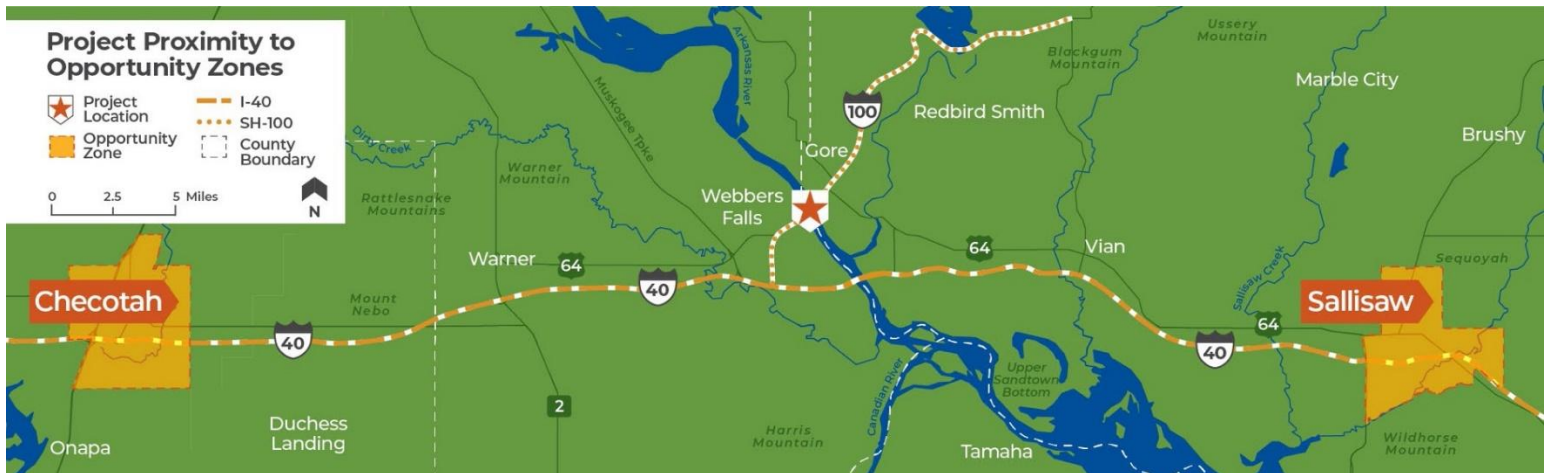 Project Proximity to
Opportunity Zones
Project
Location
I-40
SH-100
Opportunity
Zone
County
Boundary
0 2.5 5 Miles
N
Dirty Creek
Rattlesnake
Mountains
Warner
Mountain
Muskogee Tpke
Arkansas River
100
Gore
Redbird Smith
Blackgum
Mountain
Ussery
Mountain
Marble City
Brushy
Webbers
Falls
Warner
64
40
64
Vian
Sallisaw Creek
Sequoyah
Checotah
Mount
Nebo
40
Sallisaw
64
40
2
Onapa
Duchess
Landing
Harris
Mountain
Canadian River
Upper
Sandtown
Bottom
Tamaha
Wildhorse
Mountain